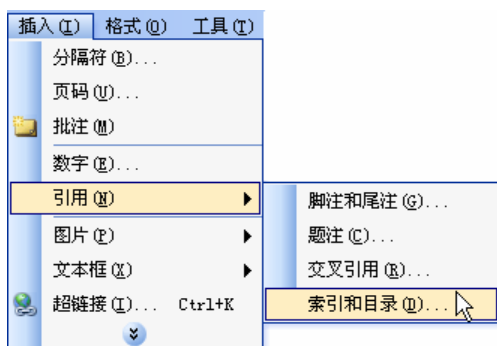 插入(I) 格式(O) 工具(T)
分隔符(B)...
页码(U)...
批注(M)
数字(E)...
引用(N)
图片(P)
文本框(X)
超链接(I)... Ctrl+K
脚注和尾注(G)...
题注(C)...
交叉引用(R)...
索引和目录(D)...